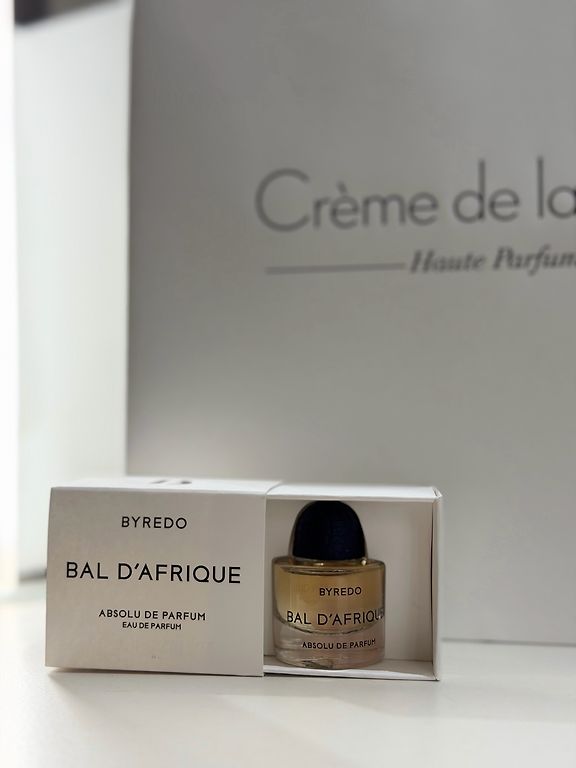 Crème de la
Haute Parfum
BYREDO
BAL D'AFRIQUE
ABSOLU DE PARFUM
EAU DE PARFUM
BYREDO
BAL D'AFRIQUE
ABSOLU DE PARFUM